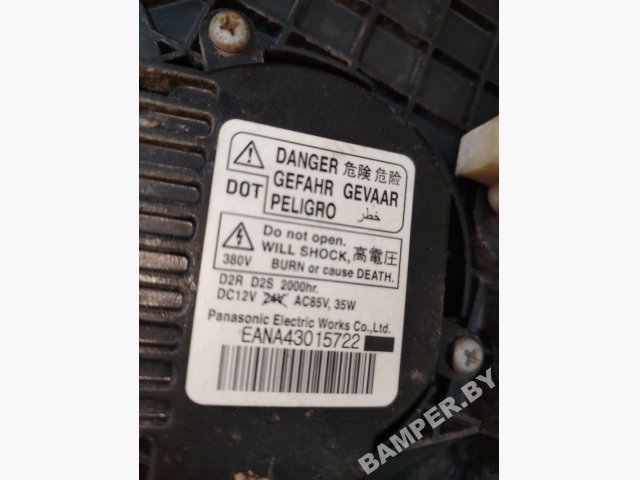 DANGER 危険 危险
GEFAHR GEVAAR
DOT PELIGRO خطر
Do not open.
WILL SHOCK, 高電圧
380V BURN or cause DEATH.
D2R D2S 2000hr.
DC12V 24V AC85V, 35W
Panasonic Electric Works Co.,Ltd.
EANA43015722
BAMPER.BY